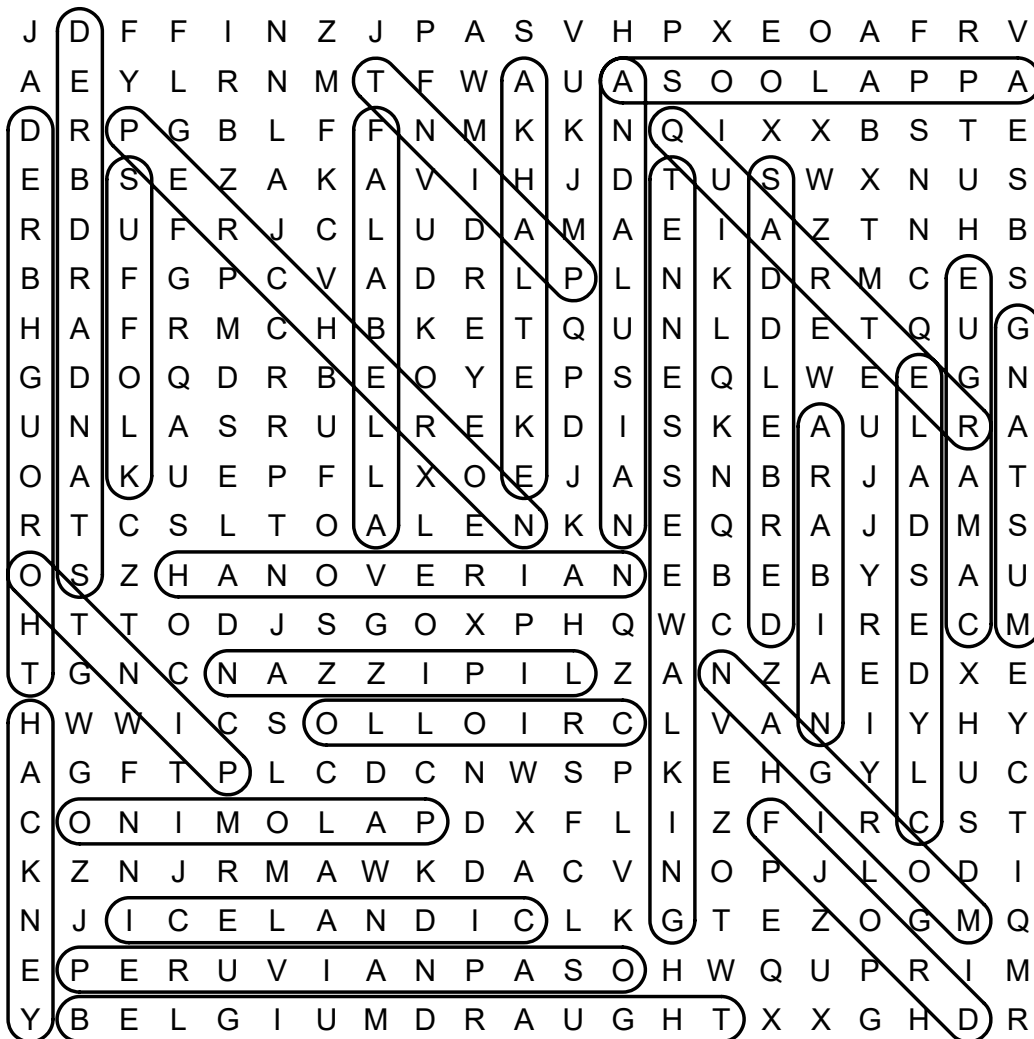 J D F F I N Z J P A S V H P X E O A F R V
A E Y L R N M T F W A U A S O O L A P P A
D R P G B L F F N M K K N Q I X X B S T E
E B S E Z A K A V I H J D T U S W X N U S
R D U F R J C L U D A M A E I A Z T N H B
B R F G P C V A D R L P L N K D R M C E S
H A F R M C H B K E T Q U N L D E T Q U G
G D O Q D R B E O Y E P S E Q L W E E G N
U N L A S R U L R E K D I S K E A U L R A
O A K U E P F L X O E J A S N B R J A A T
R T C S L T O A L E N K N E Q R A J D M S
O S Z H A N O V E R I A N E B E B Y S A U
H T T O D J S G O X P H Q W C D I R E C M
T G N C N A Z Z I P I L Z A N Z A E D X E
H W W I C S O L L O I R C L V A N I Y H Y
A G F T P L C D C N W S P K E H G Y L U C
C O N I M O L A P D X F L I Z F I R C S T
K Z N J R M A W K D A C V N O P J L O D I
N J I C E L A N D I C L K G T E Z O G M Q
E P E R U V I A N P A S O H W Q U P R I M
Y B E L G I U M D R A U G H T X X G H D R